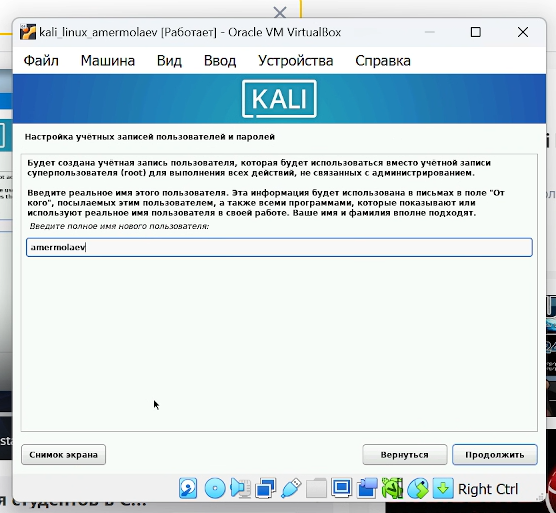 kali_linux_amermolaev [Работает] - Oracle VM VirtualBox
Файл Машина Вид Ввод Устройства Справка
KALI
Настройка учётных записей пользователей и паролей
Будет создана учётная запись пользователя, которая будет использоваться вместо учётной записи
суперпользователя (root) для выполнения всех действий, не связанных с администрированием.
Введите реальное имя этого пользователя. Эта информация будет использована в письмах в поле "От
кого", посылаемых этим пользователем, а также всеми программами, которые показывают или
используют реальное имя пользователя в своей работе. Ваше имя и фамилия вполне подходят.
Введите полное имя нового пользователя:
amermolaev
Снимок экрана Вернуться Продолжить
Right Ctrl